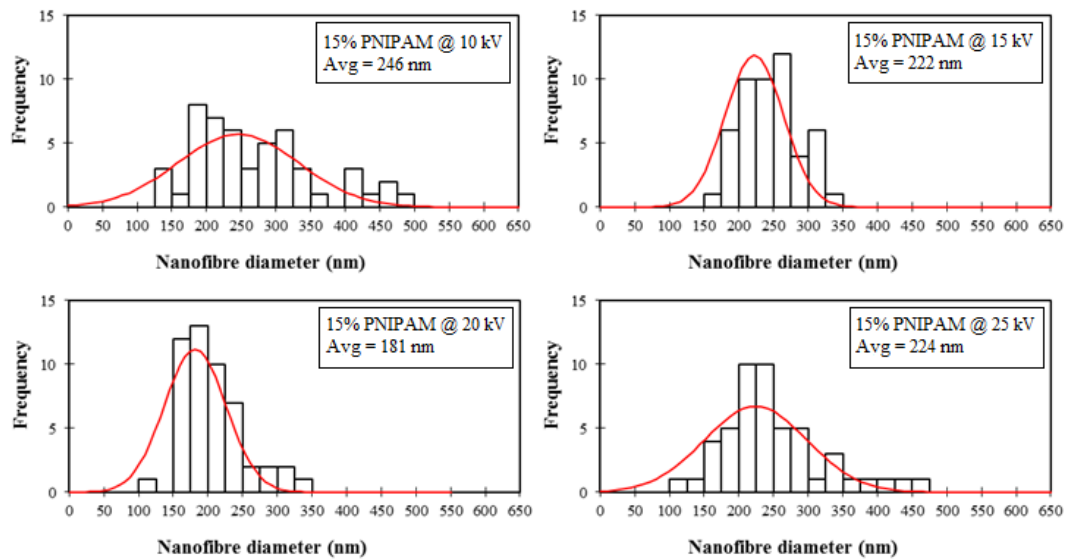 15% PNIPAM @ 10 kV
Avg = 246 nm
Frequency
15
10
5
0
0 50 100 150 200 250 300 350 400 450 500 550 600 650
Nanofibre diameter (nm)
15% PNIPAM @ 15 kV
Avg = 222 nm
Frequency
15
10
5
0
0 50 100 150 200 250 300 350 400 450 500 550 600 650
Nanofibre diameter (nm)
15% PNIPAM @ 20 kV
Avg = 181 nm
Frequency
15
10
5
0
0 50 100 150 200 250 300 350 400 450 500 550 600 650
Nanofibre diameter (nm)
15% PNIPAM @ 25 kV
Avg = 224 nm
Frequency
15
10
5
0
0 50 100 150 200 250 300 350 400 450 500 550 600 650
Nanofibre diameter (nm)